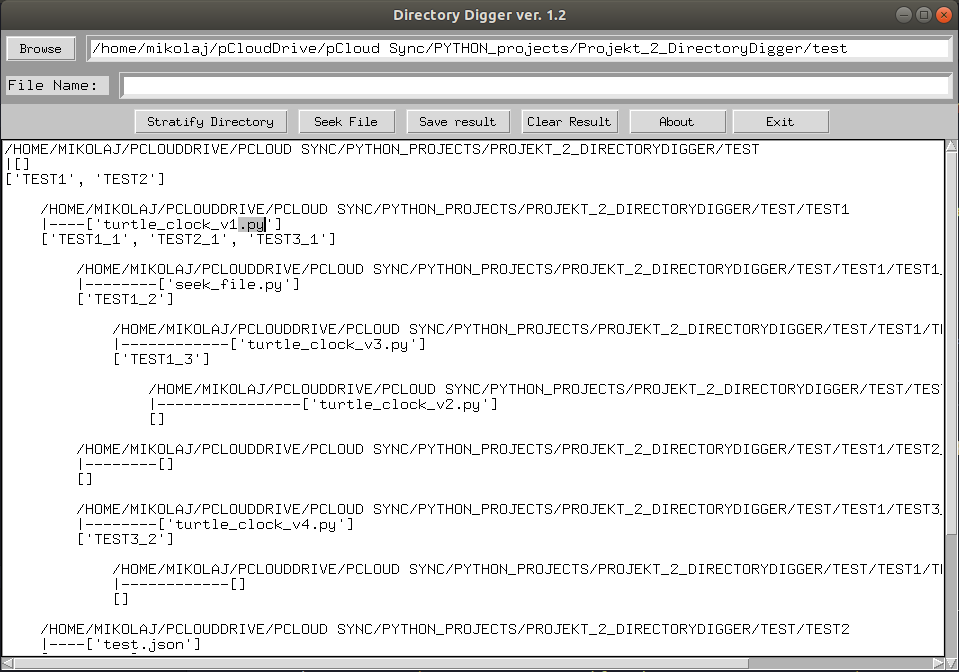 Directory Digger ver. 1.2
Browse /home/mikolaj/pCloudDrive/pCloud Sync/PYTHON_projects/Projekt_2_DirectoryDigger/test
File Name:
Stratify Directory Seek File Save result Clear Result About Exit
/HOME/MIKOLAJ/PCLOUDDRIVE/PCLOUD SYNC/PYTHON_PROJECTS/PROJEKT_2_DIRECTORYDIGGER/TEST
|[]
['TEST1', 'TEST2']
/HOME/MIKOLAJ/PCLOUDDRIVE/PCLOUD SYNC/PYTHON_PROJECTS/PROJEKT_2_DIRECTORYDIGGER/TEST/TEST1
|----['turtle_clock_v1.py']
['TEST1_1', 'TEST2_1', 'TEST3_1']
/HOME/MIKOLAJ/PCLOUDDRIVE/PCLOUD SYNC/PYTHON_PROJECTS/PROJEKT_2_DIRECTORYDIGGER/TEST/TEST1/TEST1_
|--------['seek_file.py']
['TEST1_2']
/HOME/MIKOLAJ/PCLOUDDRIVE/PCLOUD SYNC/PYTHON_PROJECTS/PROJEKT_2_DIRECTORYDIGGER/TEST/TEST1/
|------------['turtle_clock_v3.py']
['TEST1_3']
/HOME/MIKOLAJ/PCLOUDDRIVE/PCLOUD SYNC/PYTHON_PROJECTS/PROJEKT_2_DIRECTORYDIGGER/TEST/TES
|----------------['turtle_clock_v2.py']
[]
/HOME/MIKOLAJ/PCLOUDDRIVE/PCLOUD SYNC/PYTHON_PROJECTS/PROJEKT_2_DIRECTORYDIGGER/TEST/TEST1/TEST2_
|--------[]
[]
/HOME/MIKOLAJ/PCLOUDDRIVE/PCLOUD SYNC/PYTHON_PROJECTS/PROJEKT_2_DIRECTORYDIGGER/TEST/TEST1/TEST3_
|--------['turtle_clock_v4.py']
['TEST3_2']
/HOME/MIKOLAJ/PCLOUDDRIVE/PCLOUD SYNC/PYTHON_PROJECTS/PROJEKT_2_DIRECTORYDIGGER/TEST/TEST1/
|------------[]
[]
/HOME/MIKOLAJ/PCLOUDDRIVE/PCLOUD SYNC/PYTHON_PROJECTS/PROJEKT_2_DIRECTORYDIGGER/TEST/TEST2
|----['test.json']